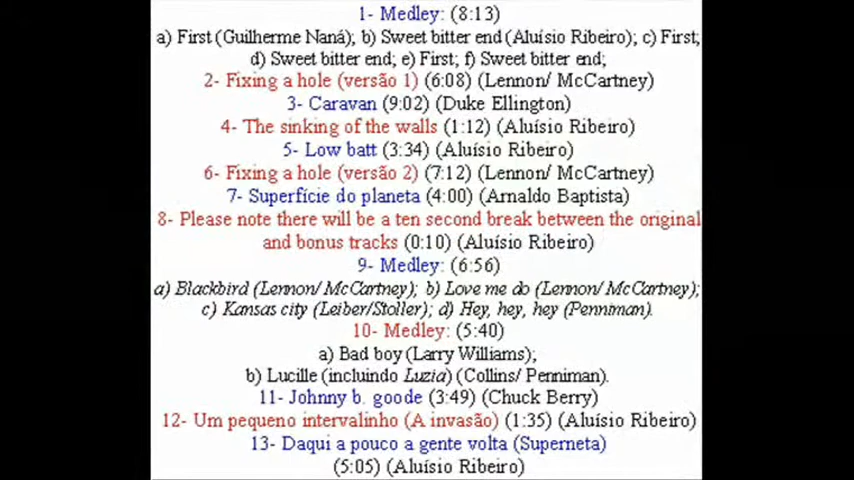 1- Medley: (8:13)
a) First (Guilherme Naná); b) Sweet bitter end (Aluísio Ribeiro); c) First;
d) Sweet bitter end; e) First; f) Sweet bitter end;
2- Fixing a hole (versão 1) (6:08) (Lennon/ McCartney)
3- Caravan (9:02) (Duke Ellington)
4- The sinking of the walls (1:12) (Aluísio Ribeiro)
5- Low batt (3:34) (Aluísio Ribeiro)
6- Fixing a hole (versão 2) (7:12) (Lennon/ McCartney)
7- Superfície do planeta (4:00) (Arnaldo Baptista)
8- Please note there will be a ten second break between the original
and bonus tracks (0:10) (Aluísio Ribeiro)
9- Medley: (6:56)
a) Blackbird (Lennon/ McCartney); b) Love me do (Lennon/ McCartney);
c) Kansas city (Leiber/Stoller); d) Hey, hey, hey (Penniman).
10- Medley: (5:40)
a) Bad boy (Larry Williams);
b) Lucille (incluindo Luzia) (Collins/ Penniman).
11- Johnny b. goode (3:49) (Chuck Berry)
12- Um pequeno intervalinho (A invasão) (1:35) (Aluísio Ribeiro)
13- Daqui a pouco a gente volta (Superneta)
(5:05) (Aluísio Ribeiro)